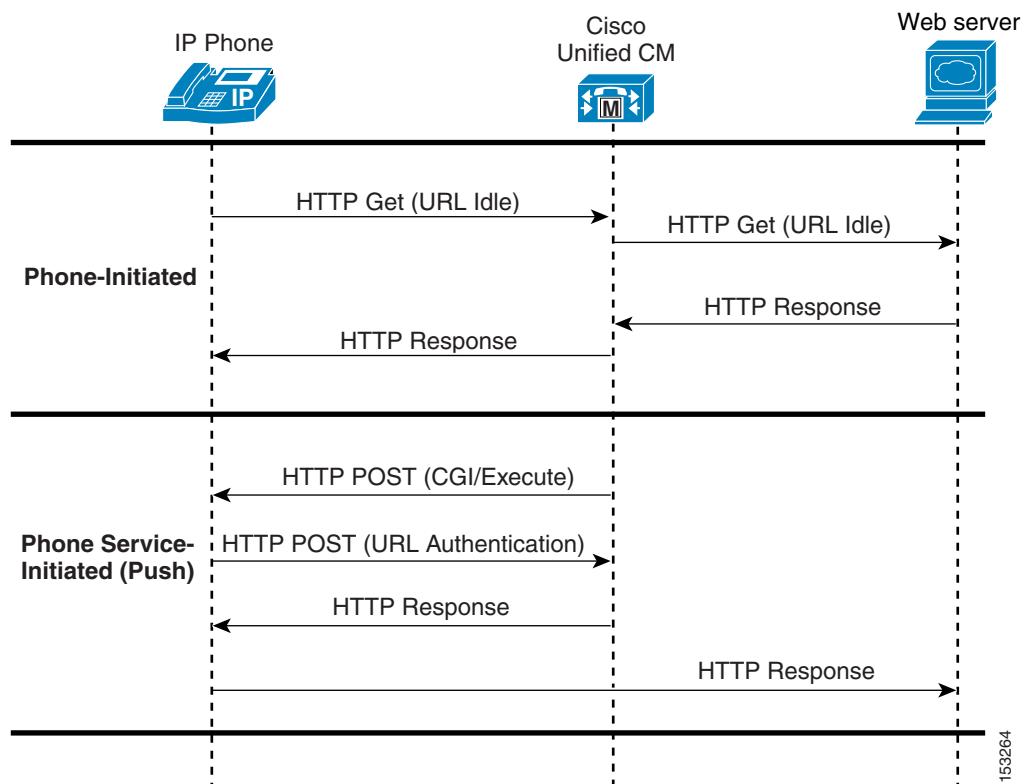 IP Phone
Cisco
Unified CM
Web server
IP
M
HTTP Get (URL Idle)
HTTP Get (URL Idle)
Phone-Initiated
HTTP Response
HTTP Response
HTTP POST (CGI/Execute)
Phone Service-
Initiated (Push)
HTTP POST (URL Authentication)
HTTP Response
HTTP Response
153264